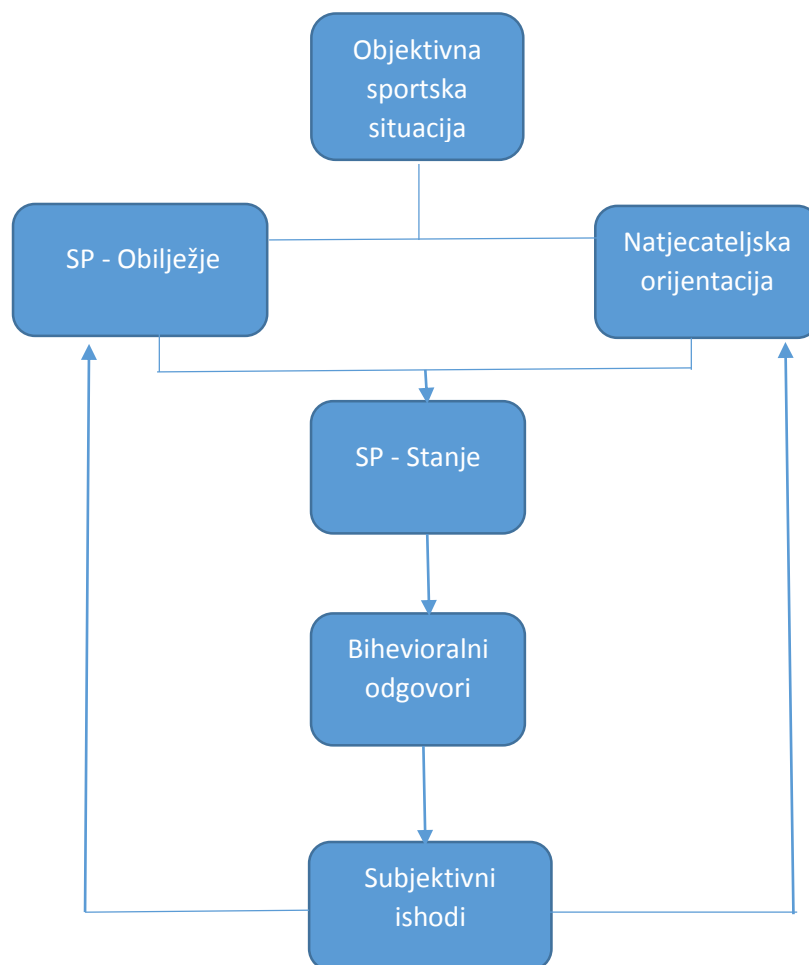 Objektivna
sportska
situacija
SP - Obilježje
Natjecateljska
orijentacija
SP - Stanje
Bihevioralni
odgovori
Subjektivni
ishodi